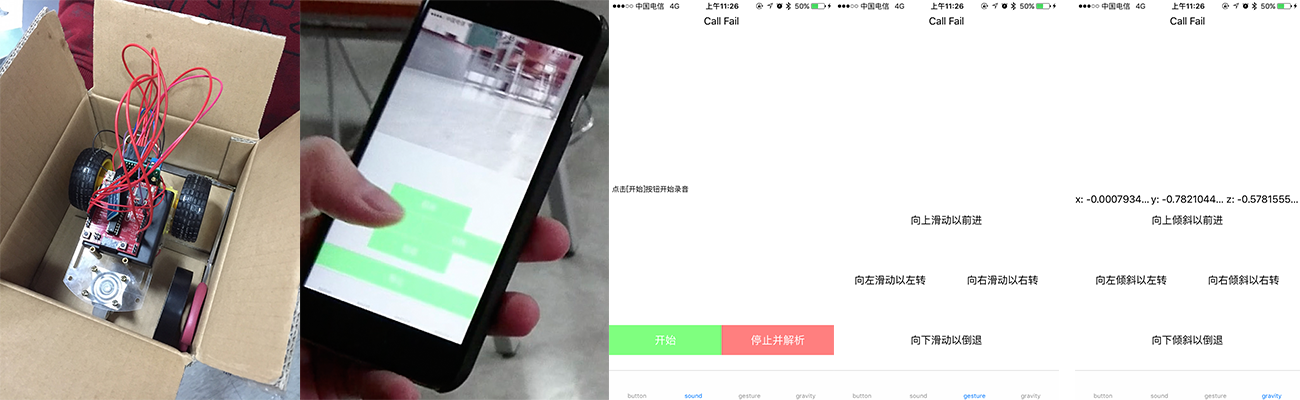 中国电信 4G 上午11:26 50%
Call Fail
点击[开始]按钮开始录音
开始 停止并解析
button sound gesture gravity
中国电信 4G 上午11:26 50%
Call Fail
向上滑动以前进
向左滑动以左转 向右滑动以右转
向下滑动以倒退
button sound gesture gravity
中国电信 4G 上午11:26 50%
Call Fail
x: -0.0007934... y: -0.7821044... z: -0.5781555...
向上倾斜以前进
向左倾斜以左转 向右倾斜以右转
向下倾斜以倒退
button sound gesture gravity